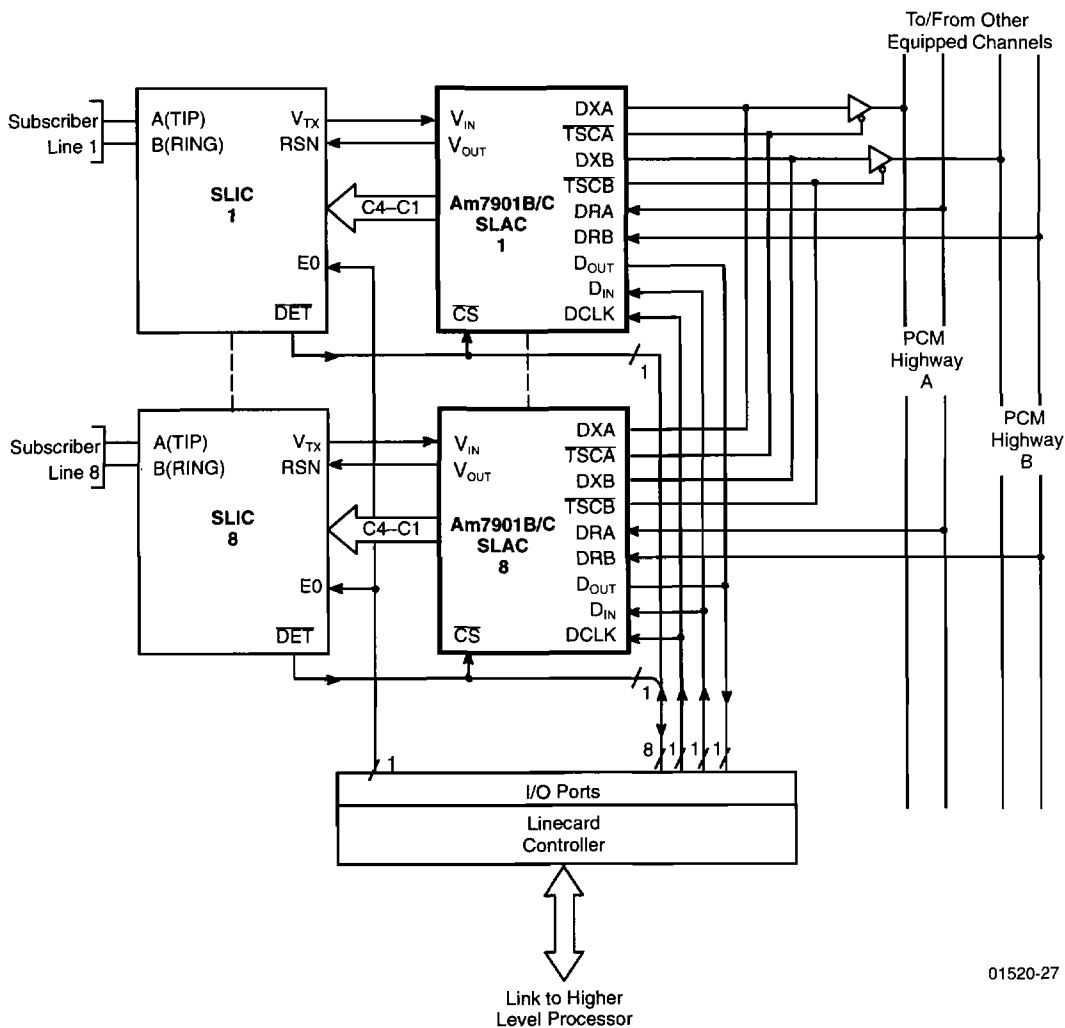 To/From Other
Equipped Channels
Subscriber
Line 1
A(TIP)
B(RING)
VTX
RSN
SLIC
1
E0
DET
C4–C1
VIN
VOUT
Am7901B/C
SLAC
1
CS
DXA
TSCA
DXB
TSCB
DRA
DRB
DOUT
DIN
DCLK
1
PCM
Highway
A
PCM
Highway
B
Subscriber
Line 8
A(TIP)
B(RING)
VTX
RSN
SLIC
8
E0
DET
C4–C1
VIN
VOUT
Am7901B/C
SLAC
8
CS
DXA
TSCA
DXB
TSCB
DRA
DRB
DOUT
DIN
DCLK
1
1
8 1 1 1
I/O Ports
Linecard
Controller
Link to Higher
Level Processor
01520-27